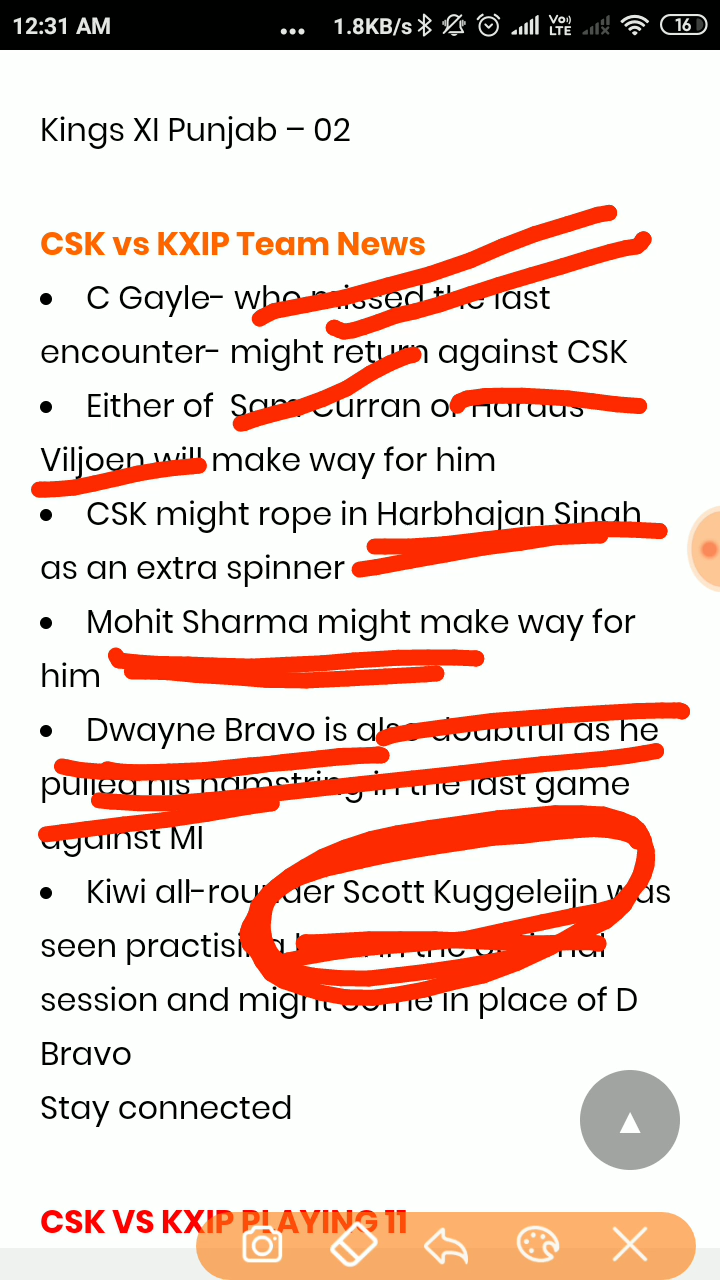 12:31 AM ... 1.8KB/s Vo)) LTE 16
Kings XI Punjab – 02
CSK vs KXIP Team News
• C Gayle- who missed the last
encounter- might return against CSK
• Either of Sam Curran or Hardus
Viljoen will make way for him
• CSK might rope in Harbhajan Singh
as an extra spinner
• Mohit Sharma might make way for
him
• Dwayne Bravo is also doubtful as he
pulled his hamstring in the last game
against MI
• Kiwi all-rounder Scott Kuggeleijn was
seen practising in the
session and might come in place of D
Bravo
Stay connected
CSK VS KXIP PLAYING 11